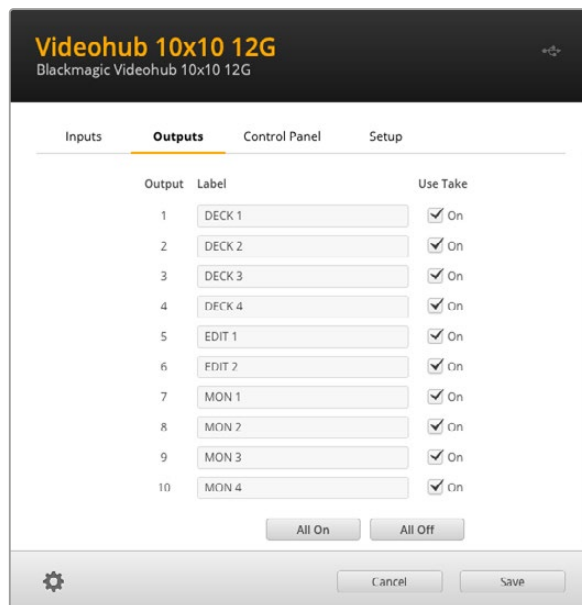 Videohub 10x10 12G
Blackmagic Videohub 10x10 12G
Inputs Outputs Control Panel Setup
Output Label Use Take
1 DECK 1 On
2 DECK 2 On
3 DECK 3 On
4 DECK 4 On
5 EDIT 1 On
6 EDIT 2 On
7 MON 1 On
8 MON 2 On
9 MON 3 On
10 MON 4 On
All On All Off
Cancel Save